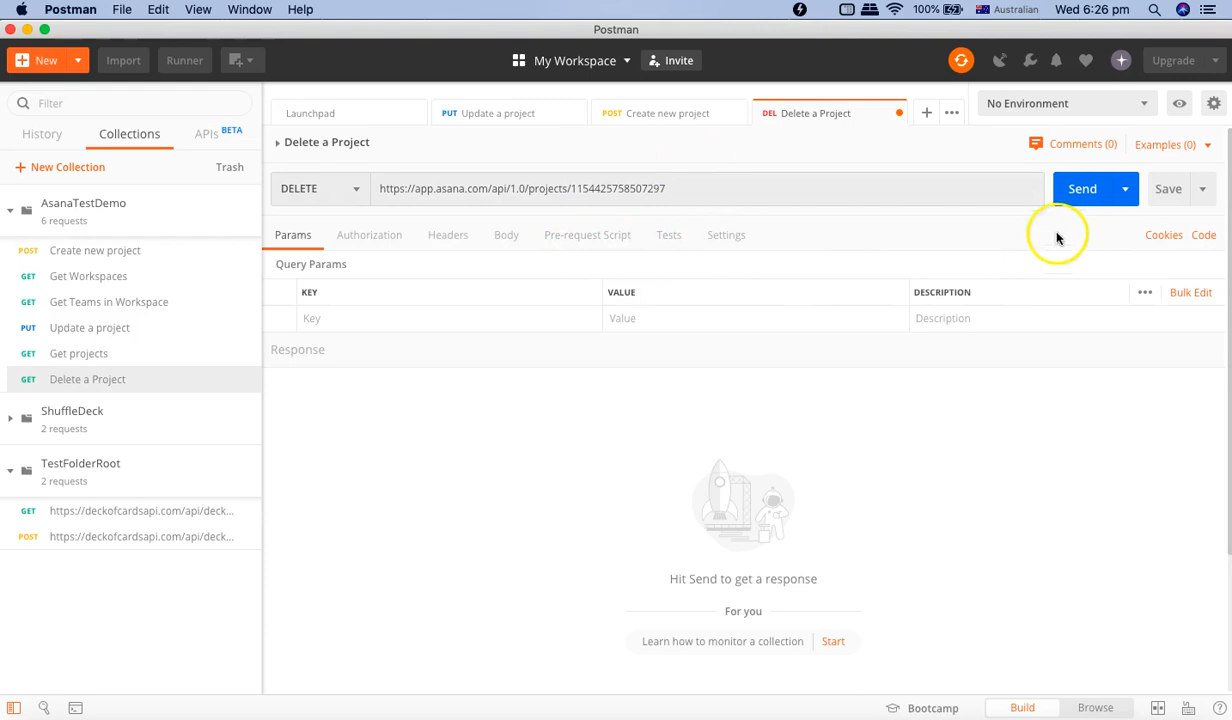 Postman File Edit View Window Help 100% Australian Wed 6:26 pm
Postman
New Import Runner My Workspace Invite Upgrade
Filter
Launchpad PUT Update a project POST Create new project DEL Delete a Project No Environment
History Collections APIs BETA
Delete a Project Comments (0) Examples (0)
New Collection Trash
DELETE https://app.asana.com/api/1.0/projects/1154425758507297 Send Save
AsanaTestDemo
6 requests
Params Authorization Headers Body Pre-request Script Tests Settings Cookies Code
POST Create new project
Query Params
GET Get Workspaces
KEY VALUE DESCRIPTION Bulk Edit
GET Get Teams in Workspace
Key Value Description
PUT Update a project
Response
GET Get projects
GET Delete a Project
ShuffleDeck
2 requests
TestFolderRoot
2 requests
GET https://deckofcardsapi.com/api/deck...
POST https://deckofcardsapi.com/api/deck...
Hit Send to get a response
For you
Learn how to monitor a collection Start
Bootcamp Build Browse